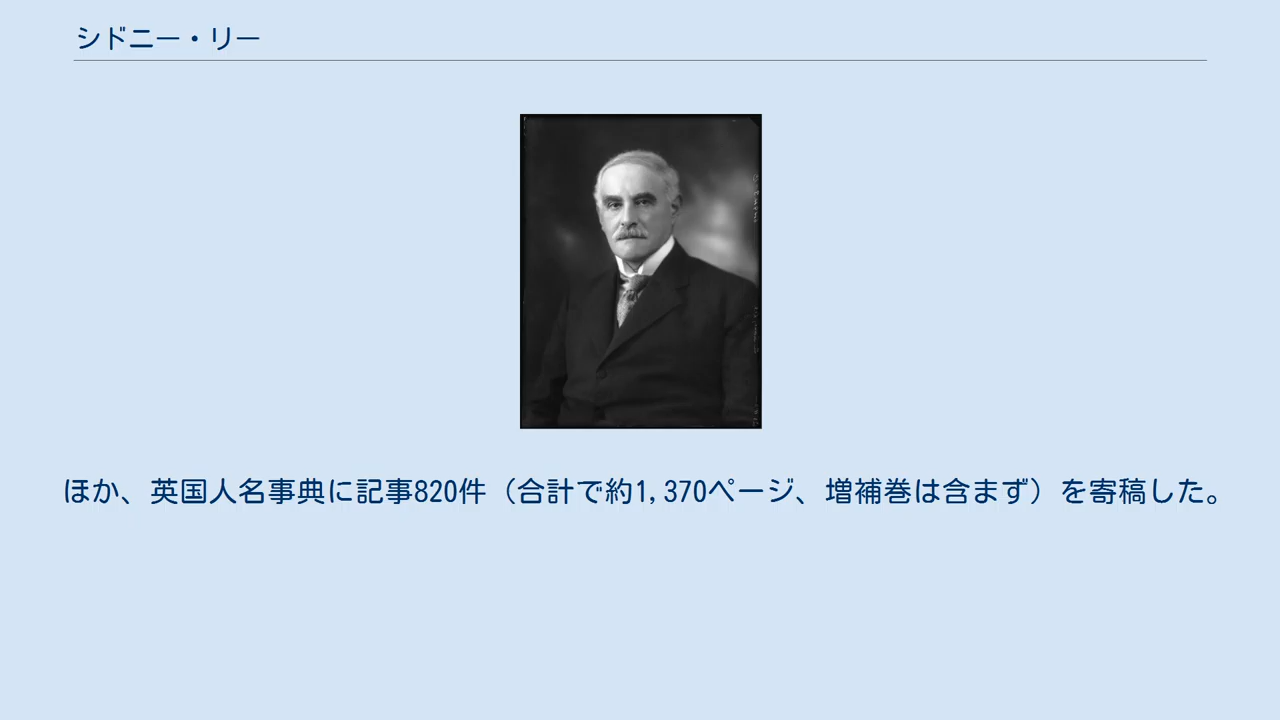 シドニー・リー
ほか、英国人名事典に記事820件（合計で約1,370ページ、増補巻は含まず）を寄稿した。